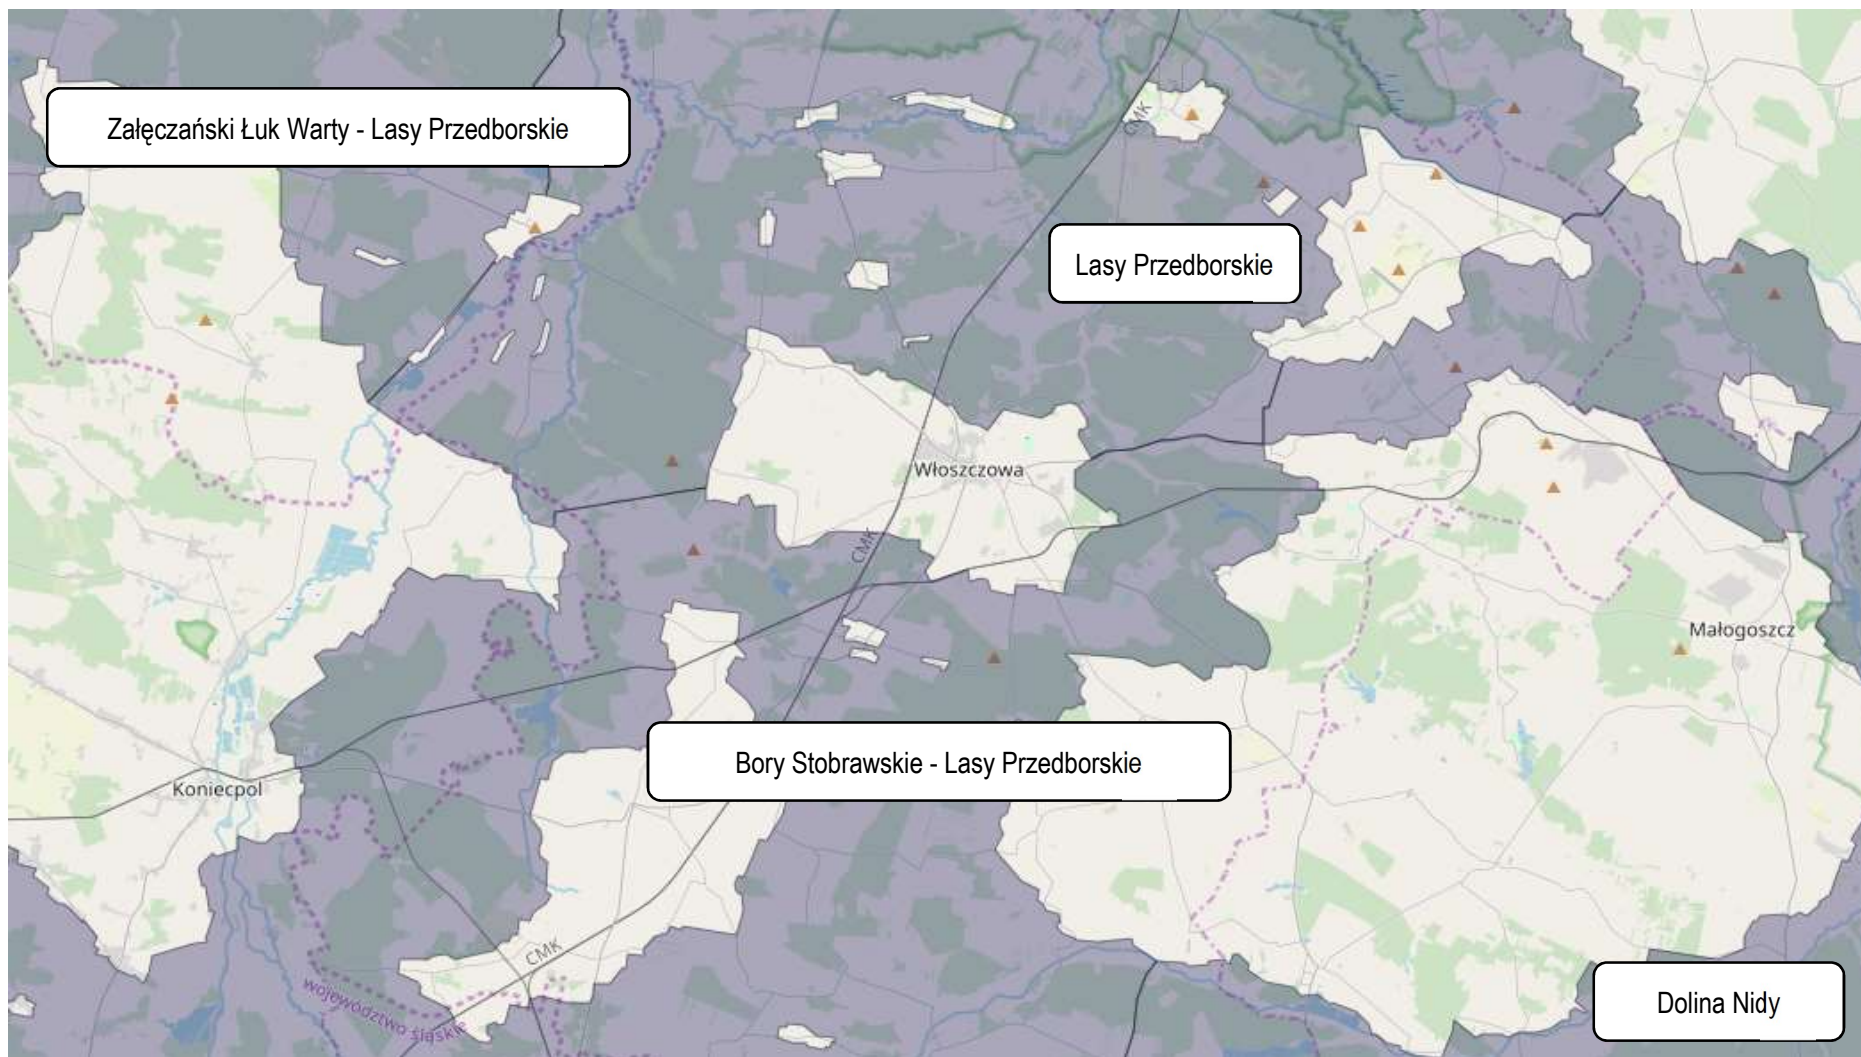 Załęczański Łuk Warty - Lasy Przedborskie
CMK
Lasy Przedborskie
Włoszczowa
CMK
Małogoszcz
Bory Stobrawskie - Lasy Przedborskie
Koniecpol
CMK
województwo śląskie
Dolina Nidy